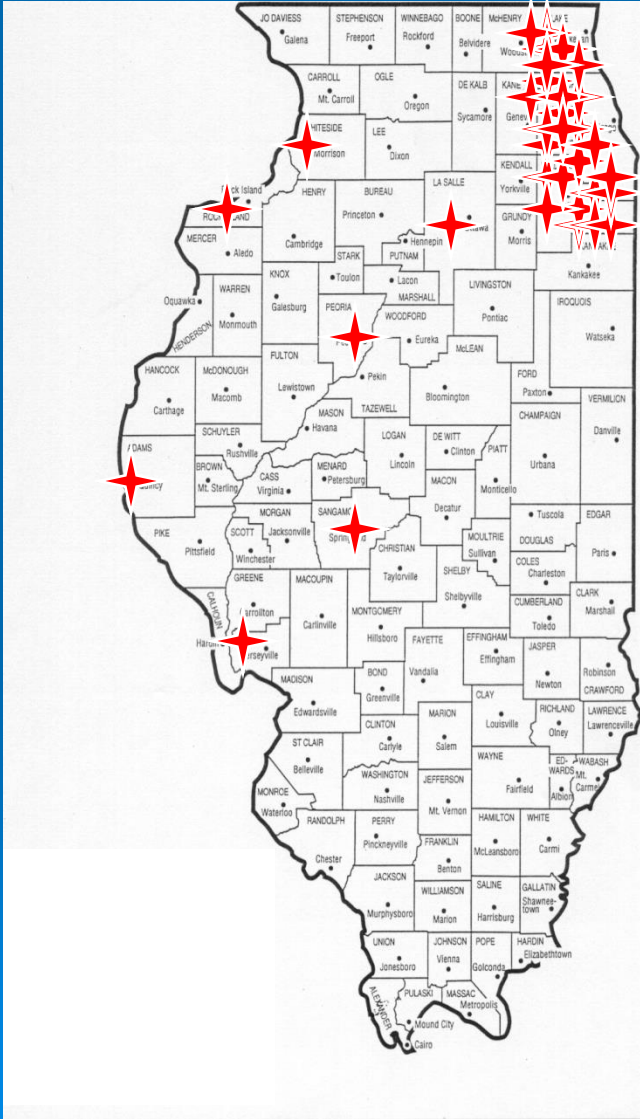 JO DAVIESS
Galena
STEPHENSON
Freeport
WINNEBAGO
Rockford
BOONE
Belvidere
McHENRY
CARROLL
Mt. Carroll
OGLE
Oregon
DE KALB
Sycamore
LEE
Dixon
Morrison
KENDALL
Yorkville
HENRY
Cambridge
BUREAU
Princeton
LA SALLE
GRUNDY
Morris
MERCER
Aledo
Hennepin
PUTNAM
STARK
Toulon
Lacon
MARSHALL
Kankakee
KNOX
Galesburg
WARREN
Monmouth
Oquawka
HENDERSON
PEORIA
WOODFORD
Eureka
LIVINGSTON
Pontiac
IROQUOIS
Watseka
McLEAN
Bloomington
FULTON
Lewistown
Pekin
TAZEWELL
FORD
Paxton
HANCOCK
Carthage
McDONOUGH
Macomb
MASON
Havana
VERMILION
Danville
CHAMPAIGN
Urbana
SCHUYLER
Rushville
LOGAN
Lincoln
DE WITT
Clinton
PIATT
Monticello
BROWN
Mt. Sterling
CASS
Virginia
MENARD
Petersburg
MACON
Decatur
MORGAN
Jacksonville
Tuscola
DOUGLAS
EDGAR
Paris
PIKE
Pittsfield
SCOTT
Winchester
CHRISTIAN
Taylorville
MOULTRIE
Sullivan
SHELBY
Shelbyville
COLES
Charleston
CALHOUN
GREENE
MACOUPIN
Carlinville
MONTGOMERY
Hillsboro
CUMBERLAND
Toledo
CLARK
Marshall
FAYETTE
Vandalia
EFFINGHAM
Effingham
JASPER
Newton
Robinson
CRAWFORD
MADISON
Edwardsville
BOND
Greenville
CLAY
Louisville
RICHLAND
Olney
LAWRENCE
Lawrenceville
MARION
Salem
CLINTON
Carlyle
ST CLAIR
Belleville
WAYNE
Fairfield
ED-
WARDS
Albion
WABASH
Mt.
Carmel
WASHINGTON
Nashville
JEFFERSON
Mt. Vernon
MONROE
Waterloo
RANDOLPH
Chester
PERRY
Pinckneyville
HAMILTON
McLeansboro
WHITE
Carmi
FRANKLIN
Benton
JACKSON
Murphysboro
WILLIAMSON
Marion
SALINE
Harrisburg
GALLATIN
Shawnee-
town
UNION
Jonesboro
JOHNSON
Vienna
POPE
Golconda
HARDIN
Elizabethtown
ALEXANDER
PULASKI
Mound City
MASSAC
Metropolis
Cairo